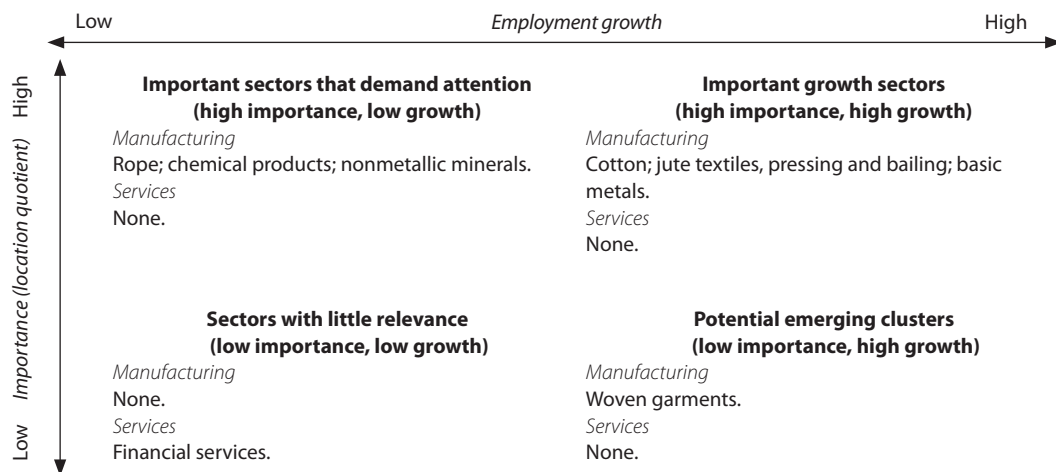 Low Employment growth High
High
Importance (location quotient)
Low
Important sectors that demand attention
(high importance, low growth)
Manufacturing
Rope; chemical products; nonmetallic minerals.
Services
None.
Important growth sectors
(high importance, high growth)
Manufacturing
Cotton; jute textiles, pressing and bailing; basic
metals.
Services
None.
Sectors with little relevance
(low importance, low growth)
Manufacturing
None.
Services
Financial services.
Potential emerging clusters
(low importance, high growth)
Manufacturing
Woven garments.
Services
None.